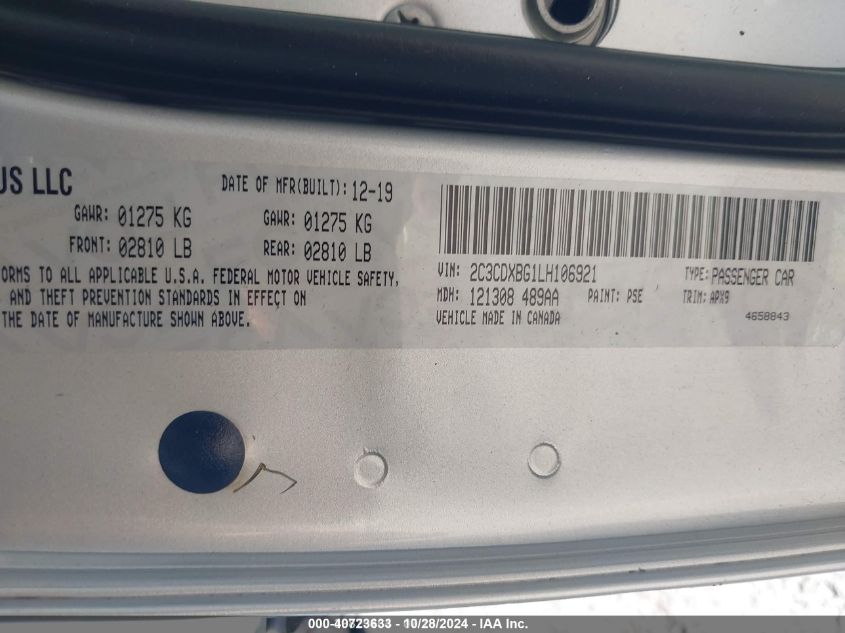 US LLC
DATE OF MFR(BUILT): 12-19
GAWR: 01275 KG
GAWR: 01275 KG
FRONT: 02810 LB
REAR: 02810 LB
ORMS TO ALL APPLICABLE U.S.A. FEDERAL MOTOR VEHICLE SAFETY,
AND THEFT PREVENTION STANDARDS IN EFFECT ON
THE DATE OF MANUFACTURE SHOWN ABOVE.
VIN: 2C3CDXBG1LH106921
TYPE: PASSENGER CAR
MDH: 121308 489AA
PAINT: PSE
TRIM: APX9
VEHICLE MADE IN CANADA
4658843
000-40723633 - 10/28/2024 - IAA Inc.